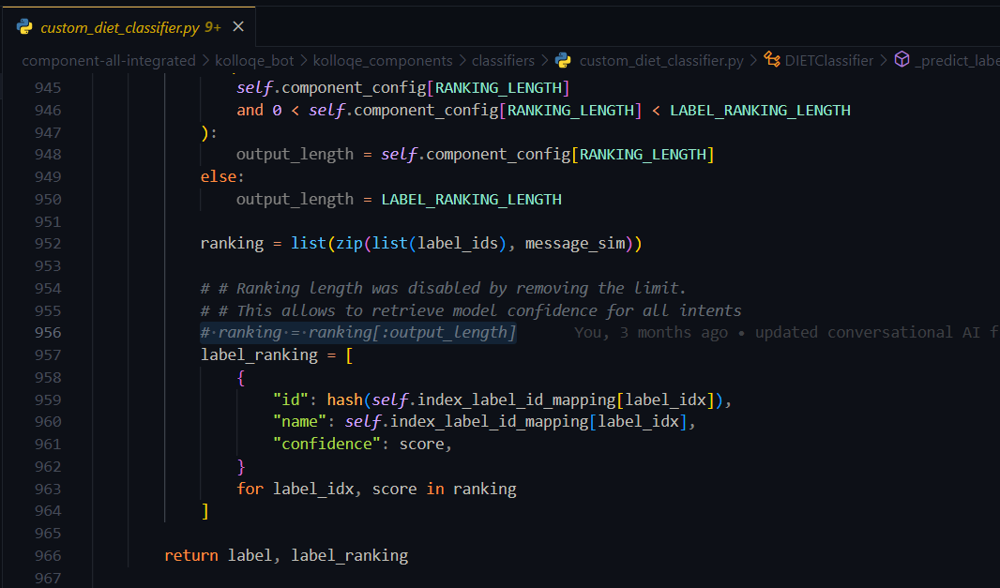 custom_diet_classifier.py 9+
component-all-integrated > kolloqe_bot > kolloqe_components > classifiers > custom_diet_classifier.py > DIETClassifier > _predict_labe
945 self.component_config[RANKING_LENGTH]
946 and 0 < self.component_config[RANKING_LENGTH] < LABEL_RANKING_LENGTH
947 ):
948 output_length = self.component_config[RANKING_LENGTH]
949 else:
950 output_length = LABEL_RANKING_LENGTH
951
952 ranking = list(zip(list(label_ids), message_sim))
953
954 # # Ranking length was disabled by removing the limit.
955 # # This allows to retrieve model confidence for all intents
956 #·ranking·=·ranking[:output_length] You, 3 months ago • updated conversational AI f
957 label_ranking = [
958 {
959 "id": hash(self.index_label_id_mapping[label_idx]),
960 "name": self.index_label_id_mapping[label_idx],
961 "confidence": score,
962 }
963 for label_idx, score in ranking
964 ]
965
966 return label, label_ranking
967